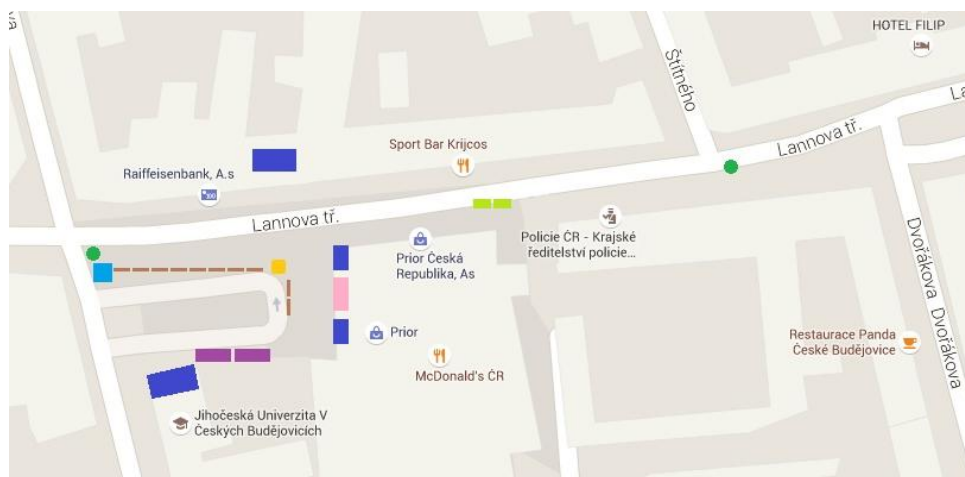 HOTEL FILIP
Štítného
Lannova tř.
Sport Bar Krijcos
Raiffeisenbank, A.s
Lannova tř.
Policie ČR - Krajské
ředitelství policie...
Prior Česká
Republika, As
Dvořákova Dvořákova
Prior
Restaurace Panda
České Budějovice
McDonald's ČR
Jihočeská Univerzita V
Českých Budějovicích